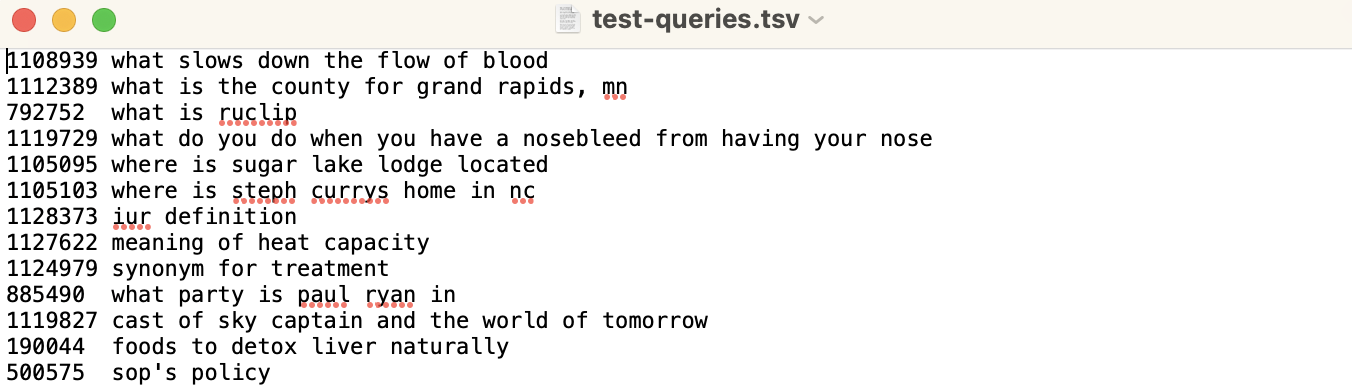 test-queries.tsv
1108939 what slows down the flow of blood
1112389 what is the county for grand rapids, mn
792752 what is ruclip
1119729 what do you do when you have a nosebleed from having your nose
1105095 where is sugar lake lodge located
1105103 where is steph currys home in nc
1128373 iur definition
1127622 meaning of heat capacity
1124979 synonym for treatment
885490 what party is paul ryan in
1119827 cast of sky captain and the world of tomorrow
190044 foods to detox liver naturally
500575 sop's policy